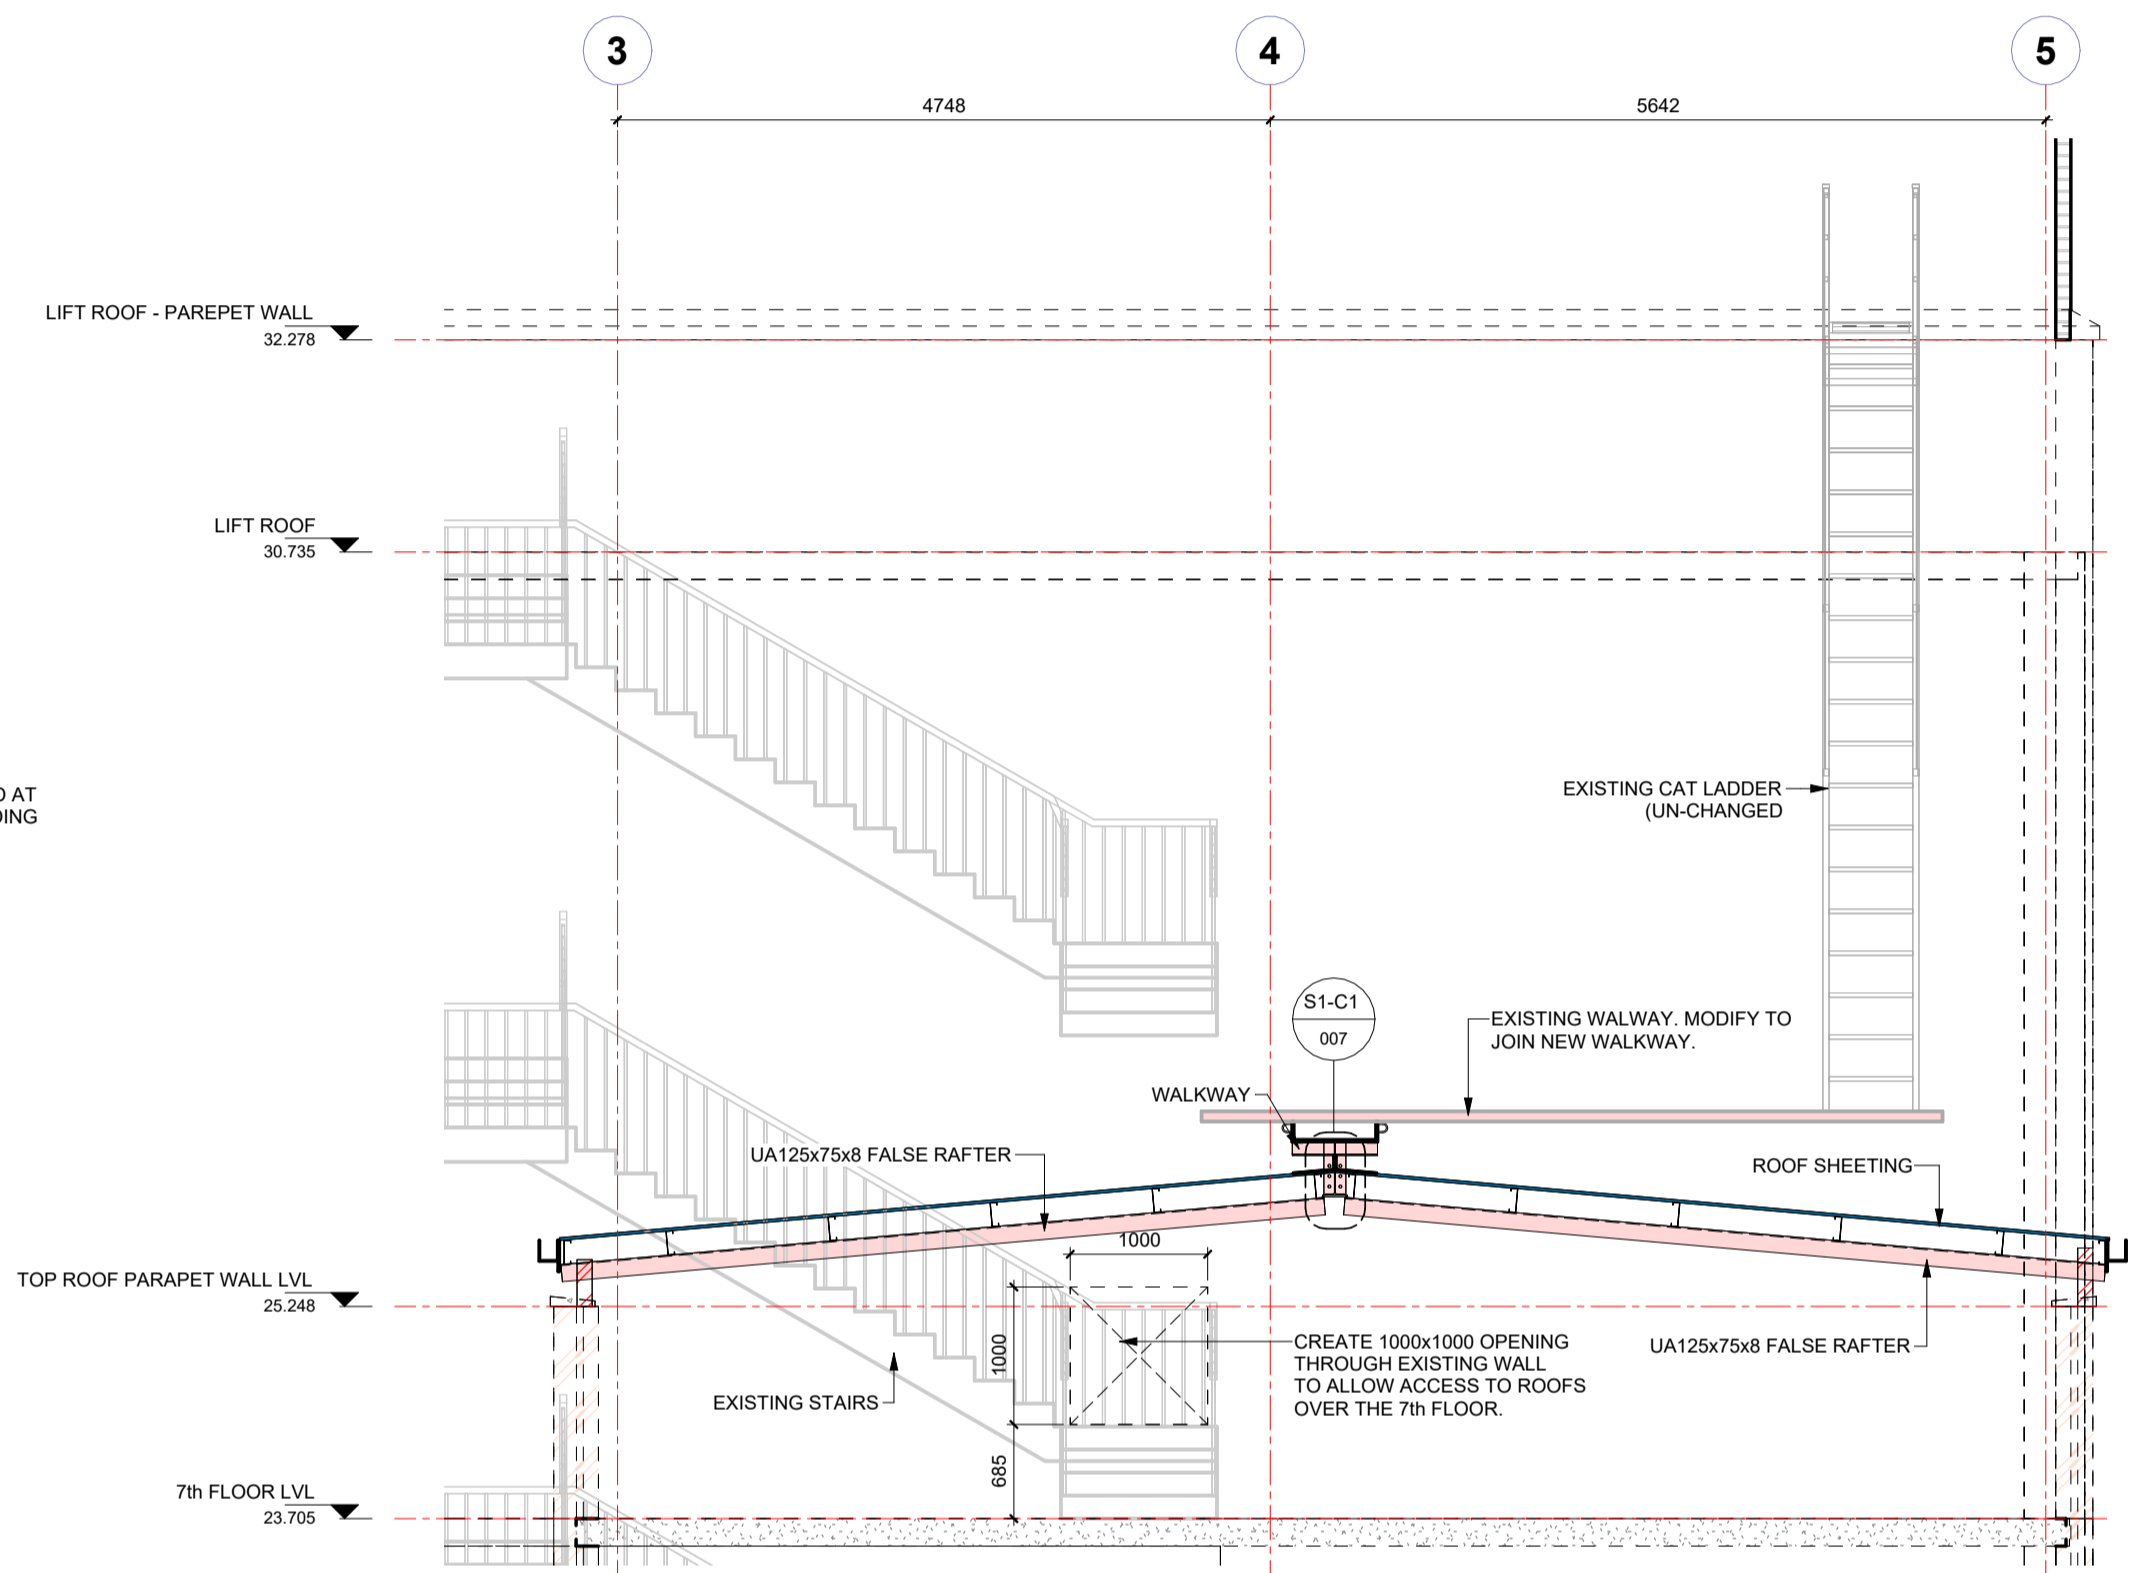 3
4
5
4748
5642
LIFT ROOF - PAREPET WALL
32.278
LIFT ROOF
30.735
EXISTING CAT LADDER
(UN-CHANGED
AT
S1-C1
007
EXISTING WALWAY. MODIFY TO
JOIN NEW WALKWAY.
WALKWAY
UA125x75x8 FALSE RAFTER
ROOF SHEETING
1000
TOP ROOF PARAPET WALL LVL
25.248
1000
CREATE 1000x1000 OPENING
THROUGH EXISTING WALL
TO ALLOW ACCESS TO ROOFS
OVER THE 7th FLOOR.
UA125x75x8 FALSE RAFTER
EXISTING STAIRS
685
7th FLOOR LVL
23.705